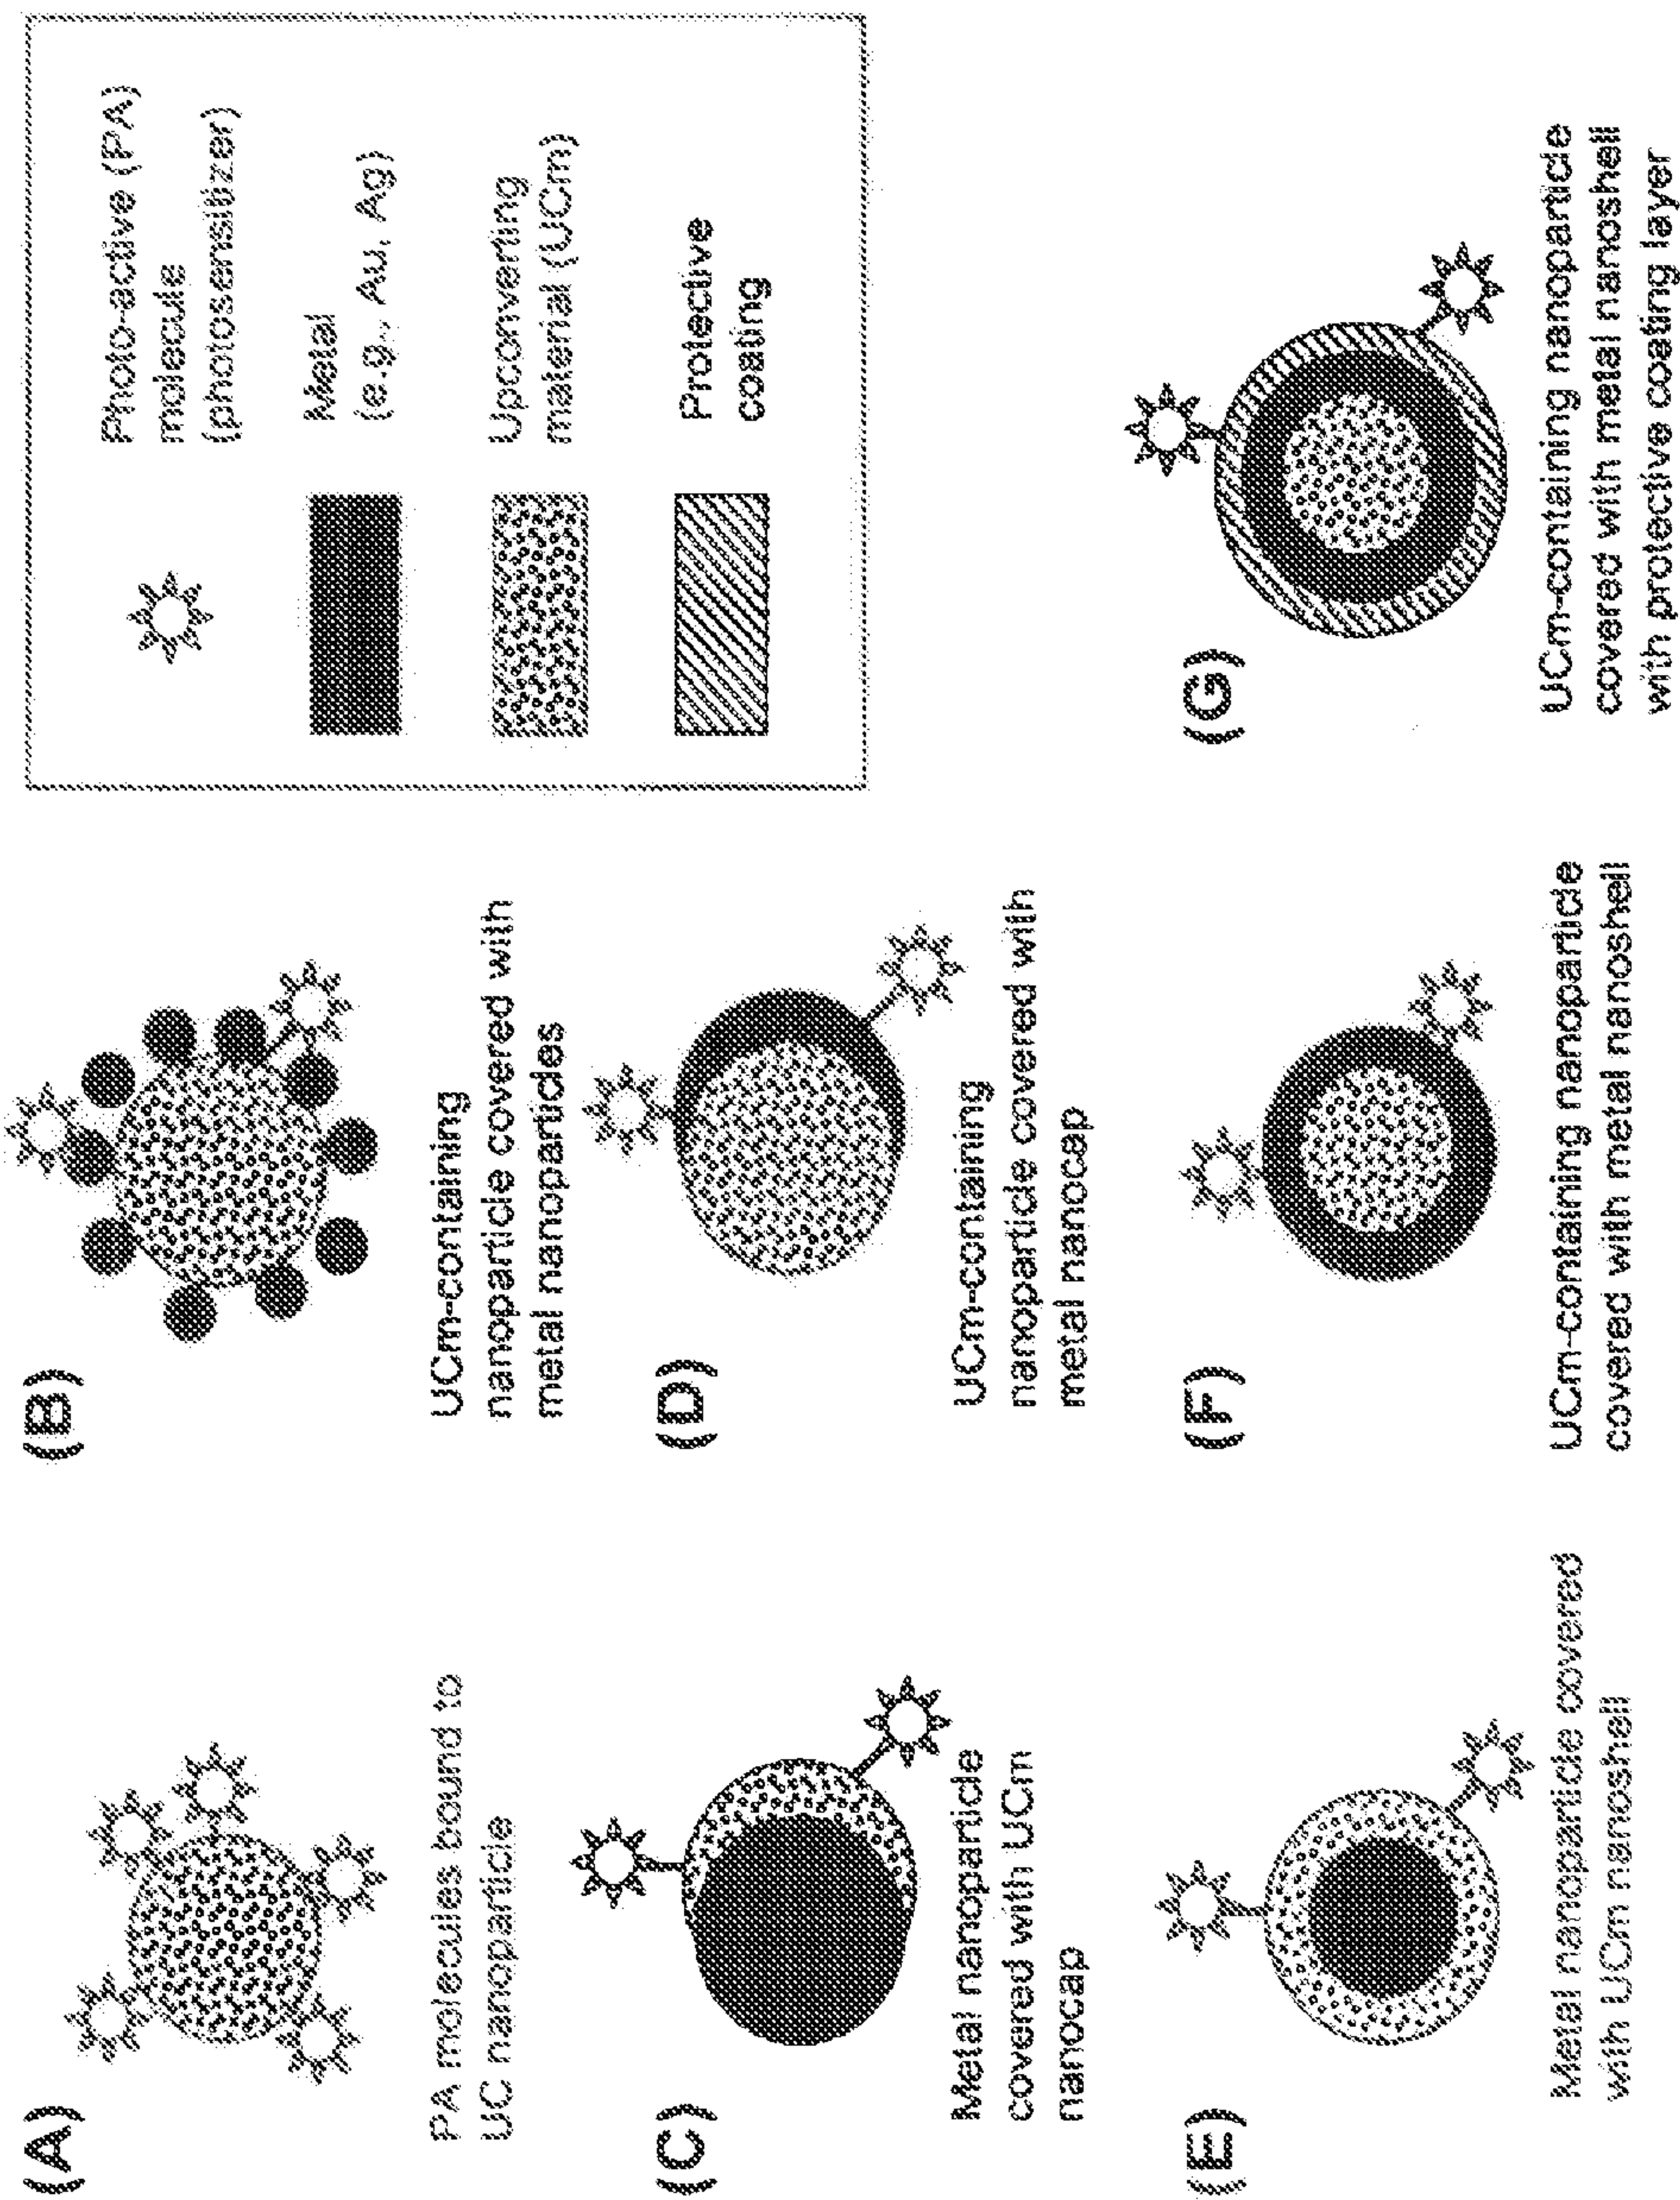 (A)
PA molecules bound to
UC nanoparticle
(B)
UCm-containing
nanoparticle covered with
metal nanoparticles
Photo-active (PA)
molecule
(photosensitizer)
Metal
(e.g., Au, Ag)
Upconverting
material (UCm)
Protective
coating
(C)
Metal nanoparticle
covered with UCm
nanocap
(D)
UCm-containing
nanoparticle covered with
metal nanocap
(E)
Metal nanoparticle covered
with UCm nanoshell
(F)
UCm-containing nanoparticle
covered with metal nanoshell
(G)
UCm-containing nanoparticle
covered with metal nanoshell
with protective coating layer